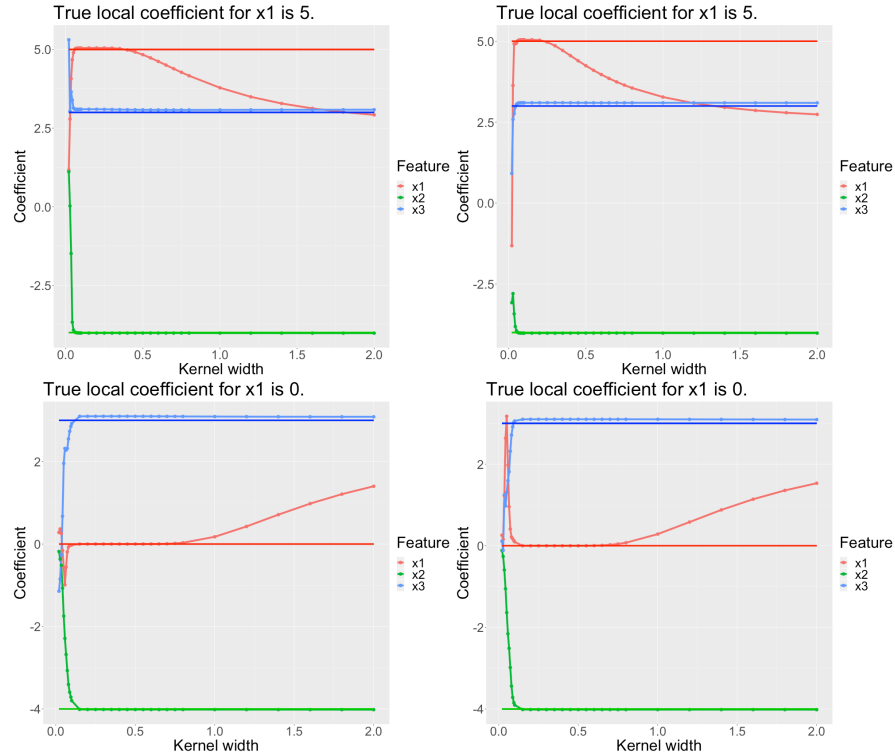 True local coefficient for x1 is 5.
5.0
2.5
0.0
-2.5
Coefficient
0.0
0.5
1.0
1.5
2.0
Kernel width
Feature
x1
x2
x3
True local coefficient for x1 is 5.
5.0
2.5
0.0
-2.5
Coefficient
0.0
0.5
1.0
1.5
2.0
Kernel width
Feature
x1
x2
x3
True local coefficient for x1 is 0.
2
0
-2
-4
Coefficient
0.0
0.5
1.0
1.5
2.0
Kernel width
Feature
x1
x2
x3
True local coefficient for x1 is 0.
2
0
-2
-4
Coefficient
0.0
0.5
1.0
1.5
2.0
Kernel width
Feature
x1
x2
x3